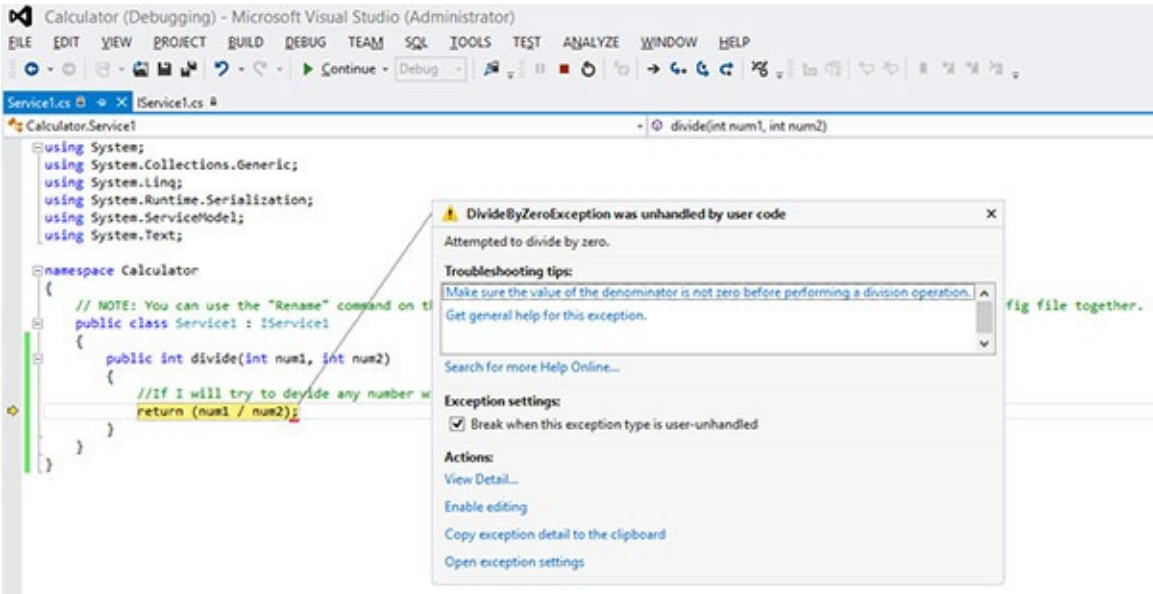 Calculator (Debugging) - Microsoft Visual Studio (Administrator)
FILE EDIT VIEW PROJECT BUILD DEBUG TEAM SQL TOOLS TEST ANALYZE WINDOW HELP
Continue Debug
Service1.cs IService1.cs
Calculator.Service1 divide(int num1, int num2)
using System;
using System.Collections.Generic;
using System.Linq;
using System.Runtime.Serialization;
using System.ServiceModel;
using System.Text;
namespace Calculator
{
// NOTE: You can use the "Rename" command on th fig file together.
public class Service1 : IService1
{
public int divide(int num1, int num2)
{
//If I will try to devide any number w
return (num1 / num2);
}
}
}
DivideByZeroException was unhandled by user code
Attempted to divide by zero.
Troubleshooting tips:
Make sure the value of the denominator is not zero before performing a division operation.
Get general help for this exception.
Search for more Help Online...
Exception settings:
Break when this exception type is user-unhandled
Actions:
View Detail...
Enable editing
Copy exception detail to the clipboard
Open exception settings